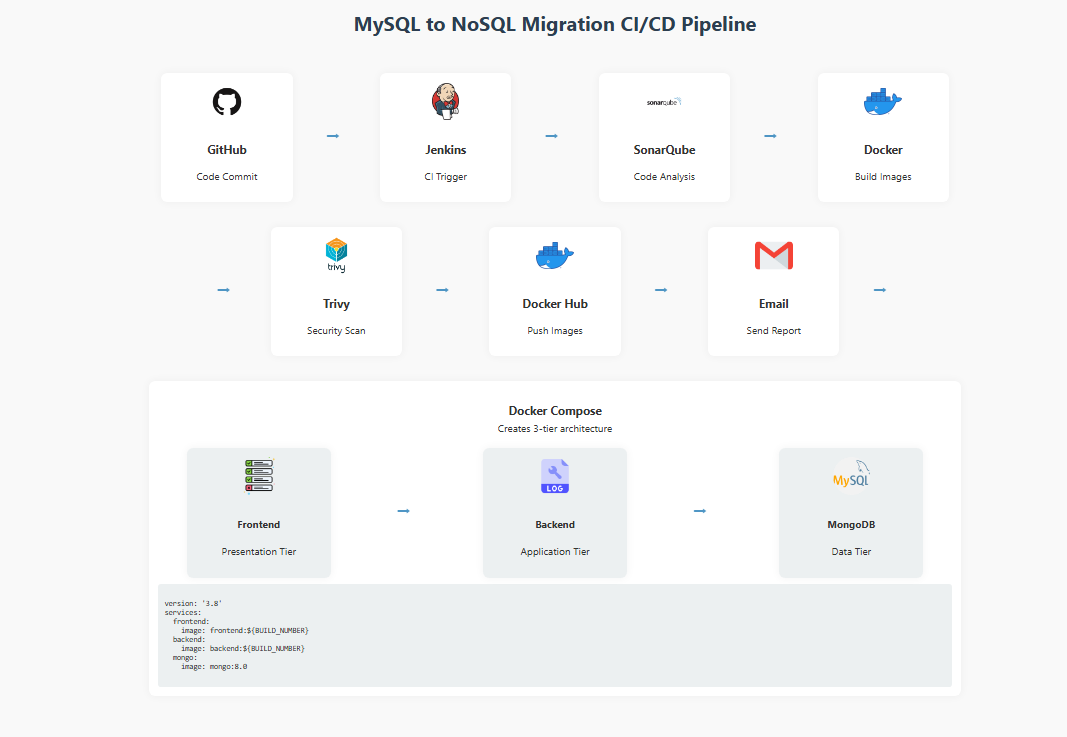 MySQL to NoSQL Migration CI/CD Pipeline
sonarqube
GitHub
Jenkins
SonarQube
Docker
Code Commit
CI Trigger
Code Analysis
Build Images
trivy
Trivy
Docker Hub
Email
Security Scan
Push Images
Send Report
Docker Compose
Creates 3-tier architecture
LOG
MySQL
Frontend
Backend
MongoDB
Presentation Tier
Application Tier
Data Tier
version: '3.8'
services:
  frontend:
    image: frontend:${BUILD_NUMBER}
  backend:
    image: backend:${BUILD_NUMBER}
  mongo:
    image: mongo:8.0